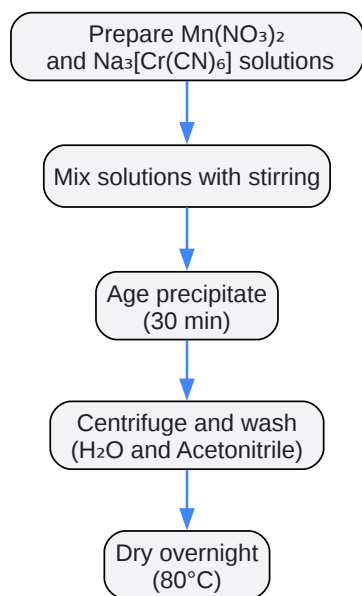 Prepare Mn(NO₃)₂
and Na₃[Cr(CN)₆] solutions
Mix solutions with stirring
Age precipitate
(30 min)
Centrifuge and wash
(H₂O and Acetonitrile)
Dry overnight
(80°C)